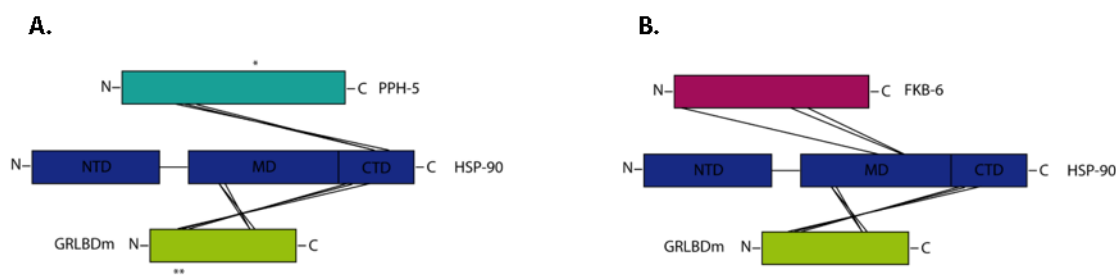 A.
B.
*
N C PPH-5
N C FKB-6
N NTD MD CTD C HSP-90
N NTD MD CTD C HSP-90
GRLBDm N C
GRLBDm N C
**